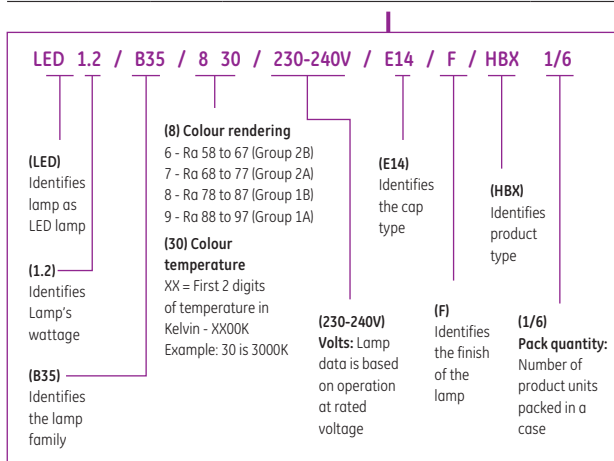 LED 1.2 / B35 / 8 30 / 230-240V / E14 / F / HBX 1/6
(LED)
Identifies
lamp as
LED lamp
(1.2)
Identifies
Lamp's
wattage
(B35)
Identifies
the lamp
family
(8) Colour rendering
6 - Ra 58 to 67 (Group 2B)
7 - Ra 68 to 77 (Group 2A)
8 - Ra 78 to 87 (Group 1B)
9 - Ra 88 to 97 (Group 1A)
(30) Colour
temperature
XX = First 2 digits
of temperature in
Kelvin - XX00K
Example: 30 is 3000K
(230-240V)
Volts: Lamp
data is based
on operation
at rated
voltage
(E14)
Identifies
the cap
type
(F)
Identifies
the finish
of the
lamp
(HBX)
Identifies
product
type
(1/6)
Pack quantity:
Number of
product units
packed in a
case